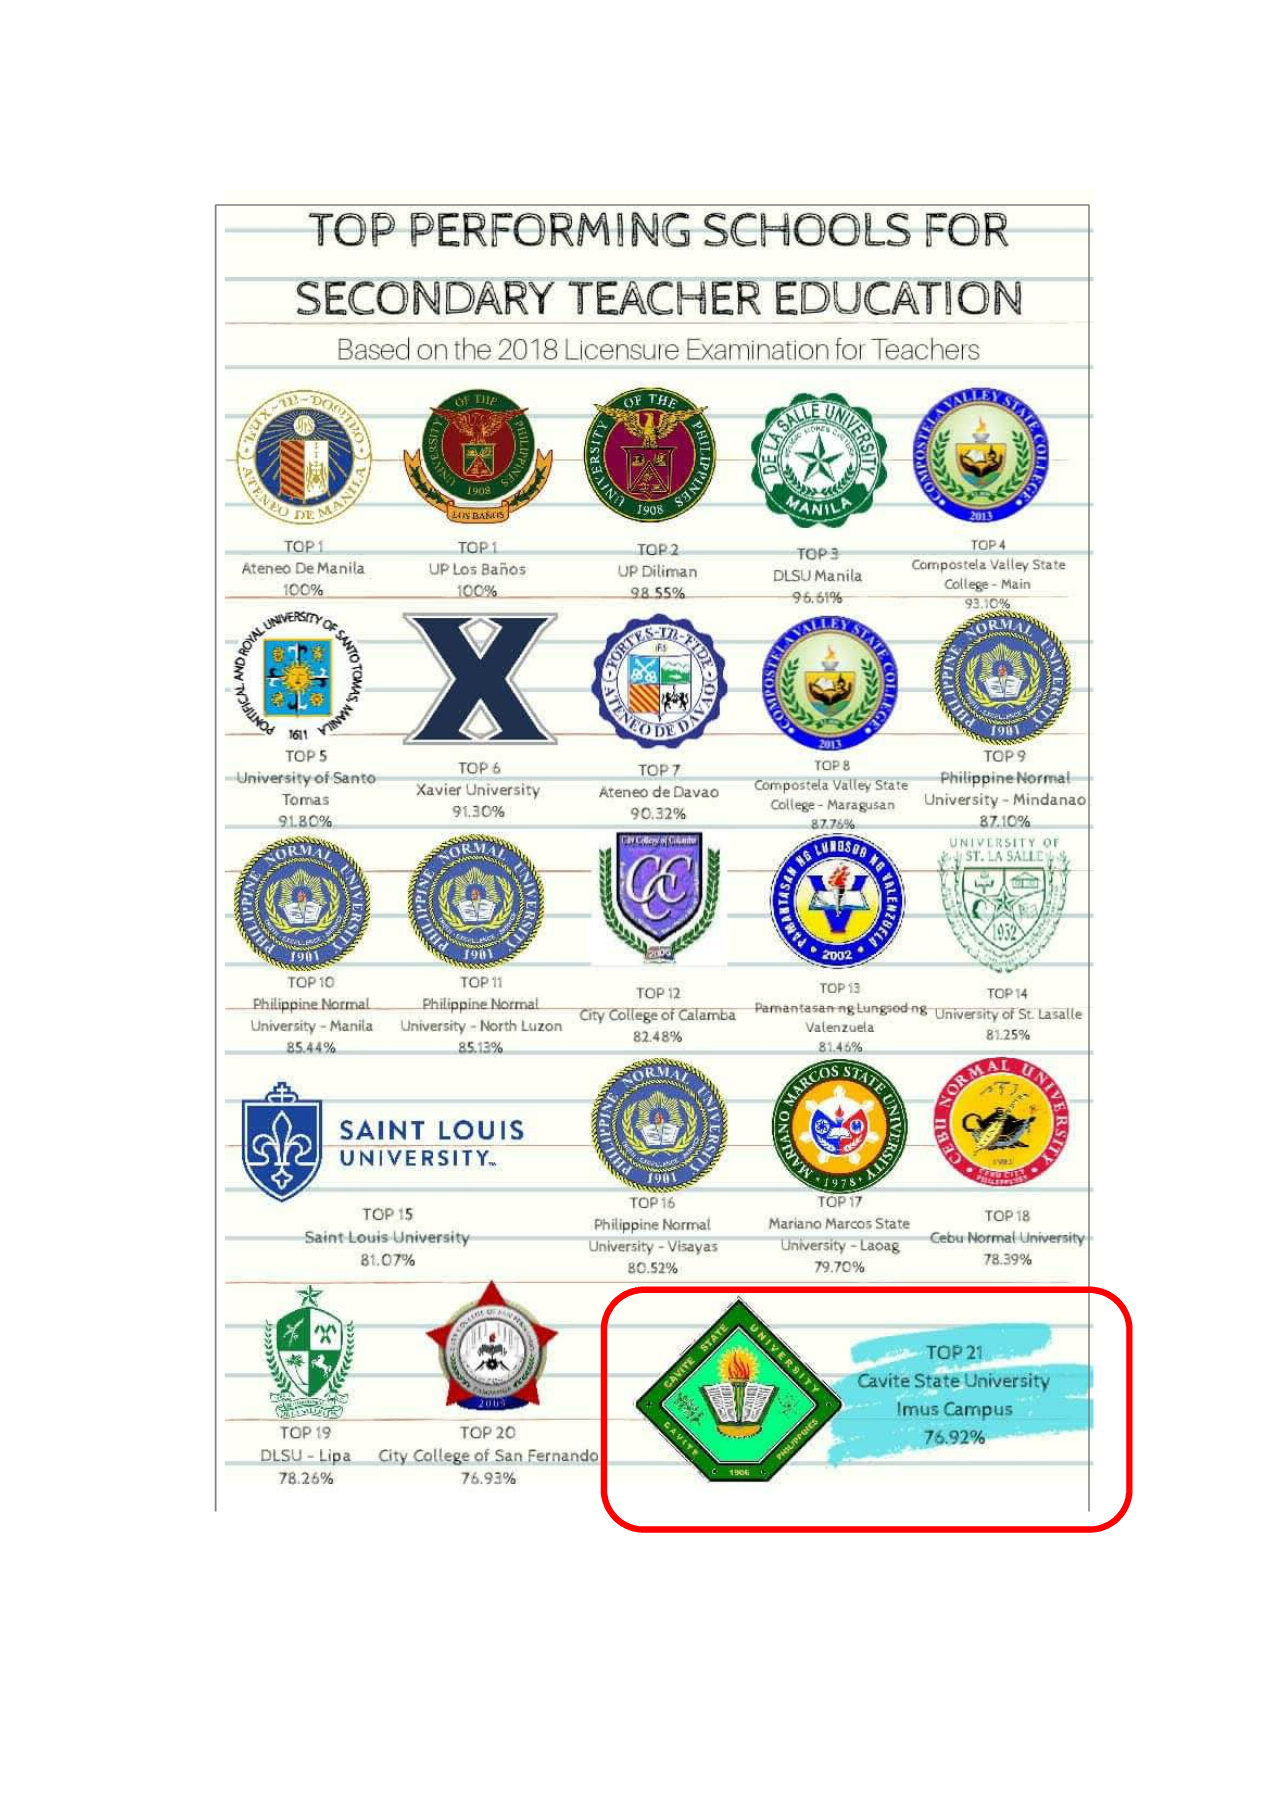 TOP PERFORMING SCHOOLS FOR
SECONDARY TEACHER EDUCATION
Based on the 2018 Licensure Examination for Teachers
LUX-IN-DOMINO
ATENEO DE MANILA
UNIVERSITY OF THE PHILIPPINES
1908
LOS BAÑOS
UNIVERSITY OF THE PHILIPPINES
1908
DE LA SALLE UNIVERSITY
MANILA
COMPOSTELA VALLEY STATE COLLEGE
2013
TOP 1
Ateneo De Manila
100%
TOP 1
UP Los Baños
100%
TOP 2
UP Diliman
98.55%
TOP 3
DLSU Manila
96.61%
TOP 4
Compostela Valley State
College - Main
93.10%
PONTIFICAL AND ROYAL UNIVERSITY OF SANTO TOMAS, MANILA
1611
X
FORTES-IN-FIDE
ATENEO DE DAVAO
COMPOSTELA VALLEY STATE COLLEGE
2013
PHILIPPINE NORMAL UNIVERSITY
1901
TOP 5
University of Santo
Tomas
91.80%
TOP 6
Xavier University
91.30%
TOP 7
Ateneo de Davao
90.32%
TOP 8
Compostela Valley State
College - Maragusan
87.76%
TOP 9
Philippine Normal
University - Mindanao
87.10%
PHILIPPINE NORMAL UNIVERSITY
1901
PHILIPPINE NORMAL UNIVERSITY
1901
City College of Calamba
CCC
2006
PAMANTASAN NG LUNGSOD NG VALENZUELA
V
2002
UNIVERSITY OF
ST. LA SALLE
1952
TOP 10
Philippine Normal
University - Manila
85.44%
TOP 11
Philippine Normal
University - North Luzon
85.13%
TOP 12
City College of Calamba
82.48%
TOP 13
Pamantasan ng Lungsod ng
Valenzuela
81.46%
TOP 14
University of St. Lasalle
81.25%
SAINT LOUIS
UNIVERSITY™
PHILIPPINE NORMAL UNIVERSITY
1901
MARIANO MARCOS STATE UNIVERSITY
1978
CEBU NORMAL UNIVERSITY
TOP 15
Saint Louis University
81.07%
TOP 16
Philippine Normal
University - Visayas
80.52%
TOP 17
Mariano Marcos State
University - Laoag
79.70%
TOP 18
Cebu Normal University
78.39%
CAVITE STATE UNIVERSITY
CAVITE PHILIPPINES
1906
TOP 19
DLSU - Lipa
78.26%
TOP 20
City College of San Fernando
76.93%
TOP 21
Cavite State University
Imus Campus
76.92%